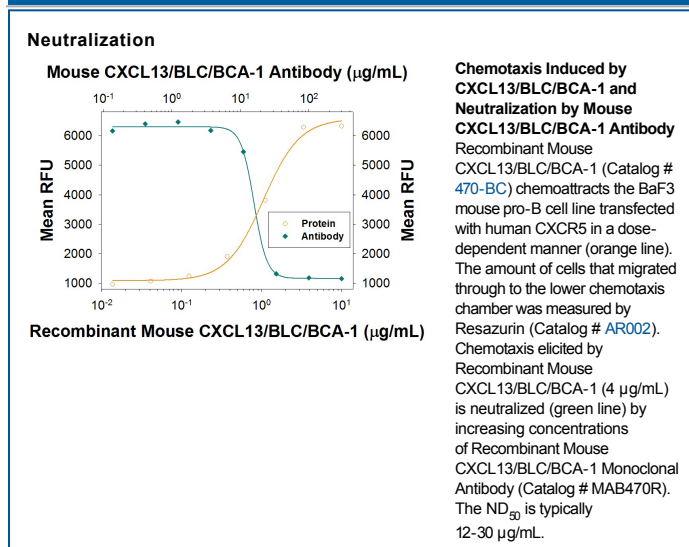 Neutralization
Mouse CXCL13/BLC/BCA-1 Antibody (µg/mL)
10⁻¹ 10⁰ 10¹ 10²
6000 6000
5000 5000
4000 4000
3000 3000
2000 2000
1000 1000
Mean RFU
Mean RFU
Protein
Antibody
10⁻² 10⁻¹ 10⁰ 10¹
Recombinant Mouse CXCL13/BLC/BCA-1 (µg/mL)
Chemotaxis Induced by
CXCL13/BLC/BCA-1 and
Neutralization by Mouse
CXCL13/BLC/BCA-1 Antibody
Recombinant Mouse
CXCL13/BLC/BCA-1 (Catalog #
470-BC) chemoattracts the BaF3
mouse pro-B cell line transfected
with human CXCR5 in a dose-
dependent manner (orange line).
The amount of cells that migrated
through to the lower chemotaxis
chamber was measured by
Resazurin (Catalog # AR002).
Chemotaxis elicited by
Recombinant Mouse
CXCL13/BLC/BCA-1 (4 µg/mL)
is neutralized (green line) by
increasing concentrations
of Recombinant Mouse
CXCL13/BLC/BCA-1 Monoclonal
Antibody (Catalog # MAB470R).
The ND₅₀ is typically
12-30 µg/mL.